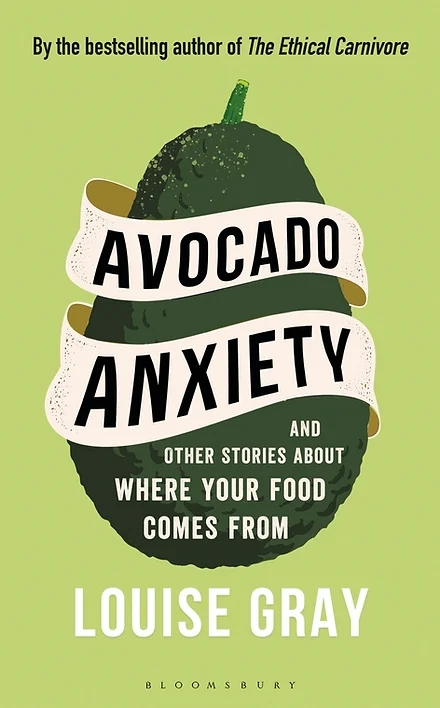 By the bestselling author of The Ethical Carnivore
AVOCADO
ANXIETY
AND
OTHER STORIES ABOUT
WHERE YOUR FOOD
COMES FROM
LOUISE GRAY
BLOOMSBURY